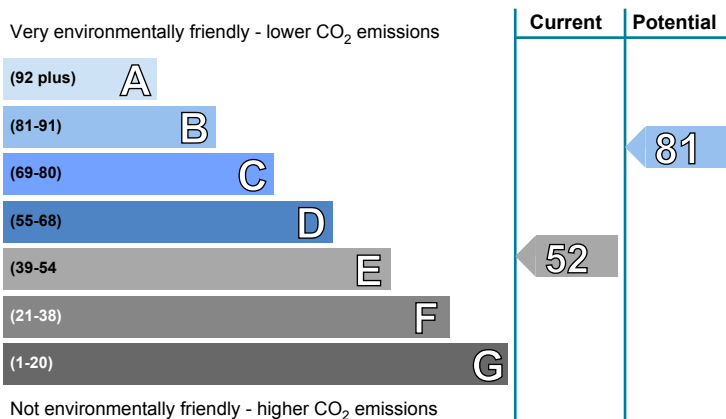 Very environmentally friendly - lower CO2 emissions
Current
Potential
(92 plus) A
(81-91) B
(69-80) C
(55-68) D
(39-54 E
(21-38) F
(1-20) G
81
52
Not environmentally friendly - higher CO2 emissions